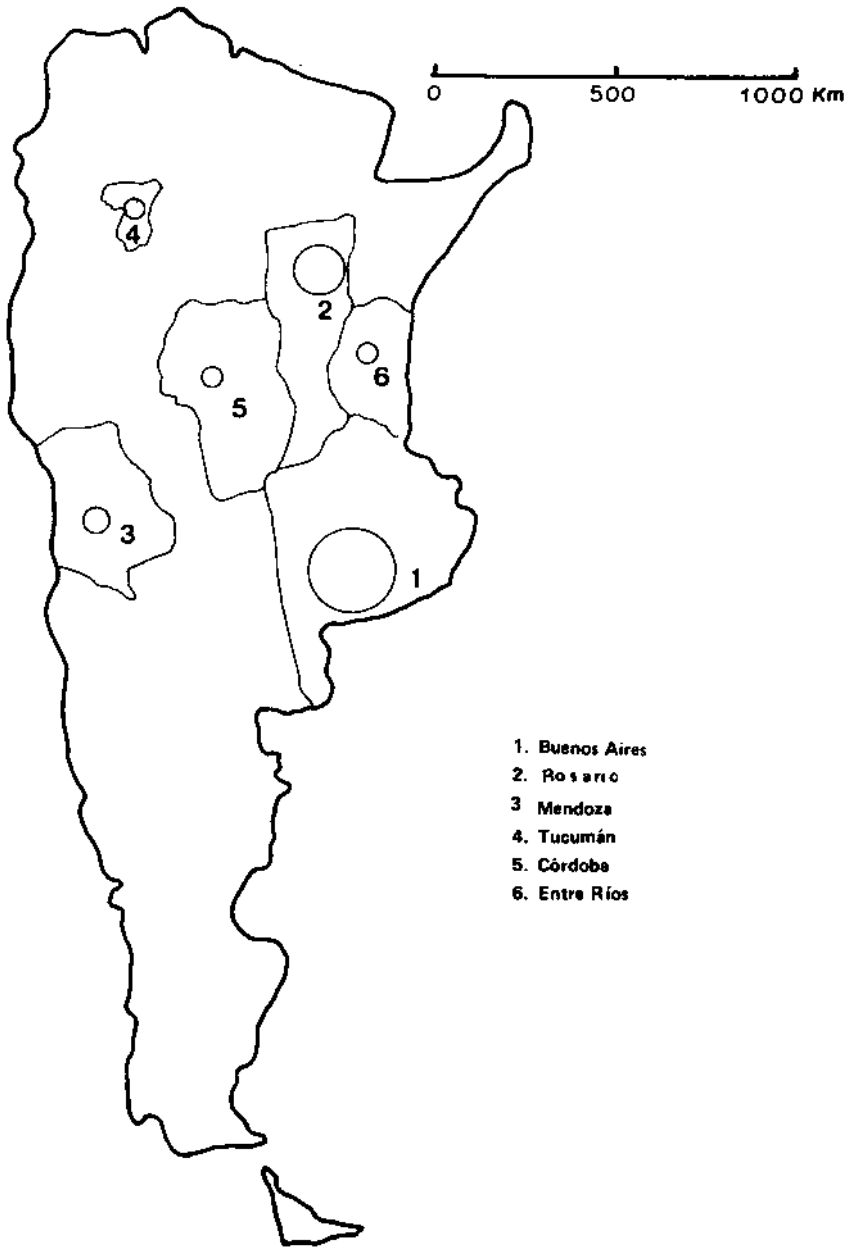 0 500 1000 Km
4
2
6
5
3
1
1. Buenos Aires
2. Rosario
3 Mendoza
4. Tucumán
5. Córdoba
6. Entre Ríos